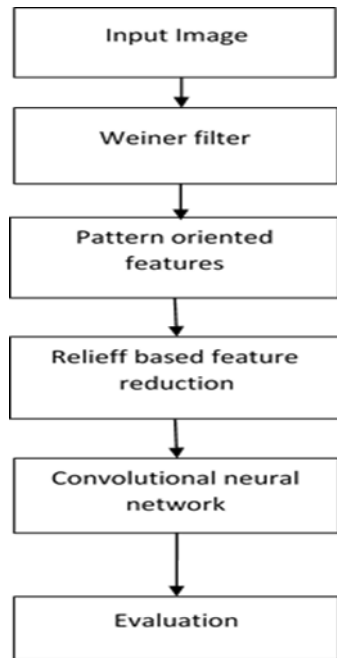 Input Image
Weiner filter
Pattern oriented
features
Relieff based feature
reduction
Convolutional neural
network
Evaluation